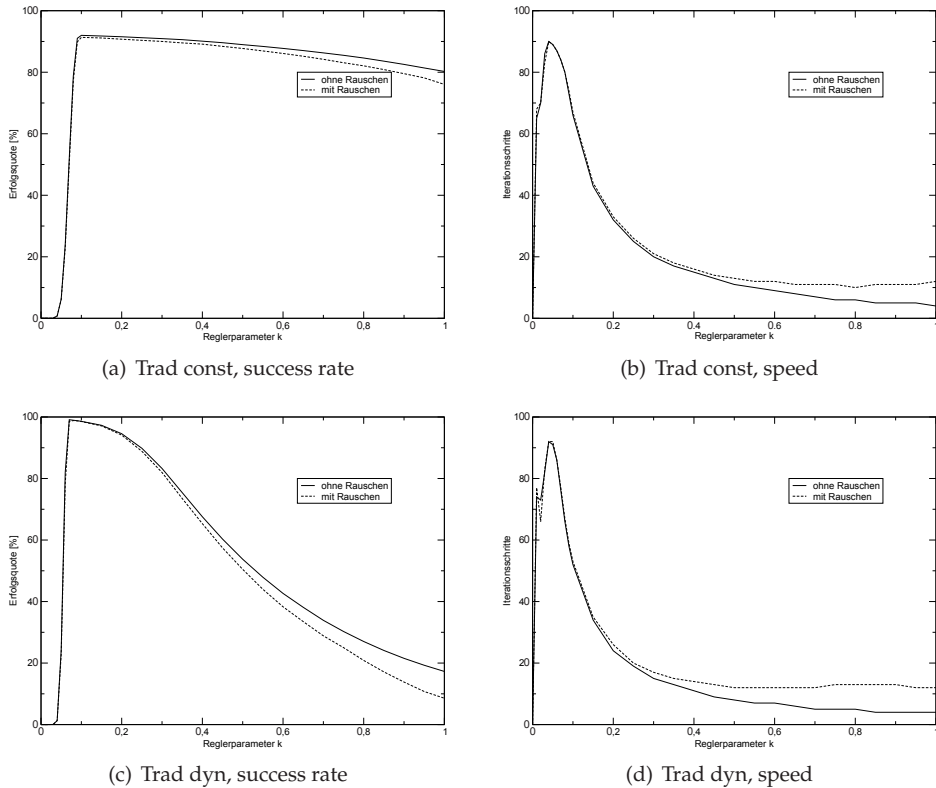 100
80
60
40
20
0
Erfolgsquote [%]
ohne Rauschen
mit Rauschen
0
0,2
0,4
0,6
0,8
1
Reglerparameter k
(a) Trad const, success rate
100
80
60
40
20
0
Iterationsschritte
ohne Rauschen
mit Rauschen
0
0.2
0.4
0.6
0.8
1
Reglerparameter k
(b) Trad const, speed
100
80
60
40
20
0
Erfolgsquote [%]
ohne Rauschen
mit Rauschen
0
0,2
0,4
0,6
0,8
1
Reglerparameter k
(c) Trad dyn, success rate
100
80
60
40
20
0
Iterationsschritte
ohne Rauschen
mit Rauschen
0
0.2
0.4
0.6
0.8
1
Reglerparameter k
(d) Trad dyn, speed